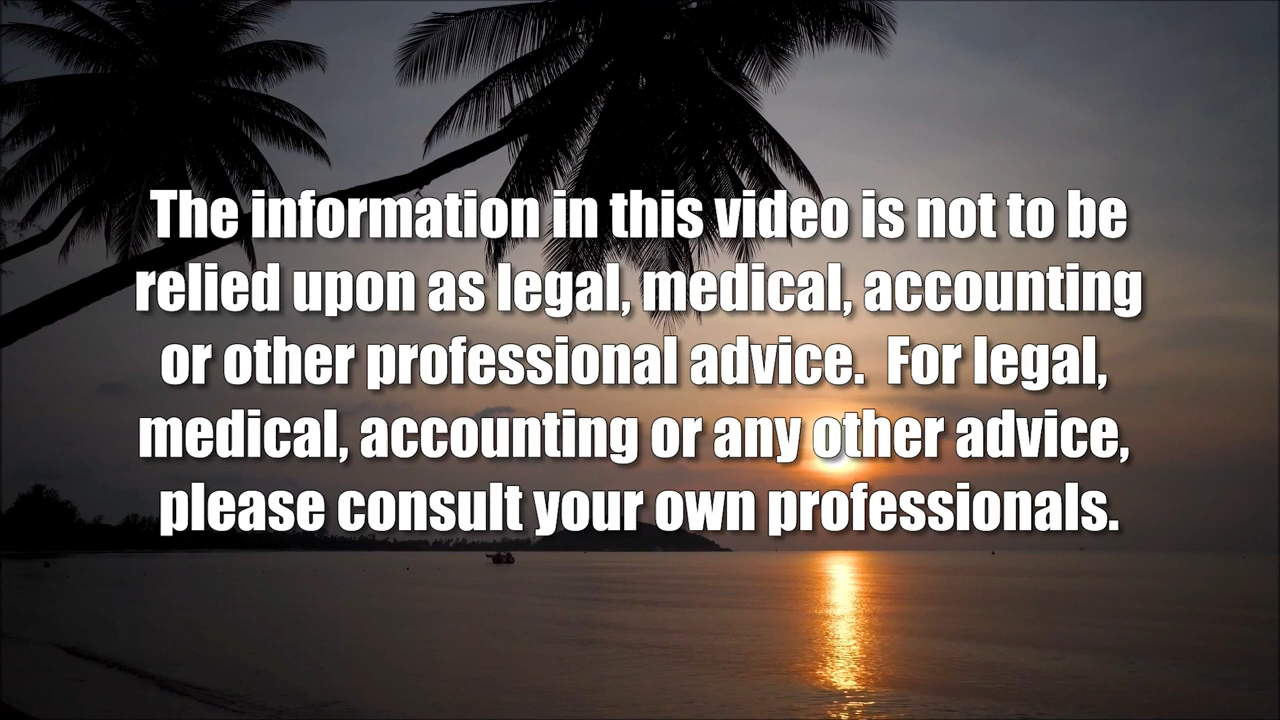 The information in this video is not to be
relied upon as legal, medical, accounting
or other professional advice.  For legal,
medical, accounting or any other advice,
please consult your own professionals.